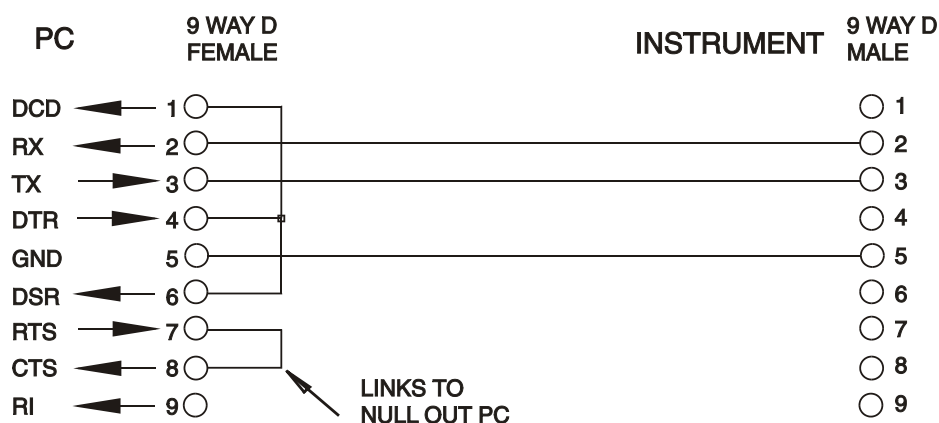 PC
9 WAY D
FEMALE
INSTRUMENT
9 WAY D
MALE
DCD 1 1
RX 2 2
TX 3 3
DTR 4 4
GND 5 5
DSR 6 6
RTS 7 7
CTS 8 8
RI 9 9
LINKS TO
NULL OUT PC